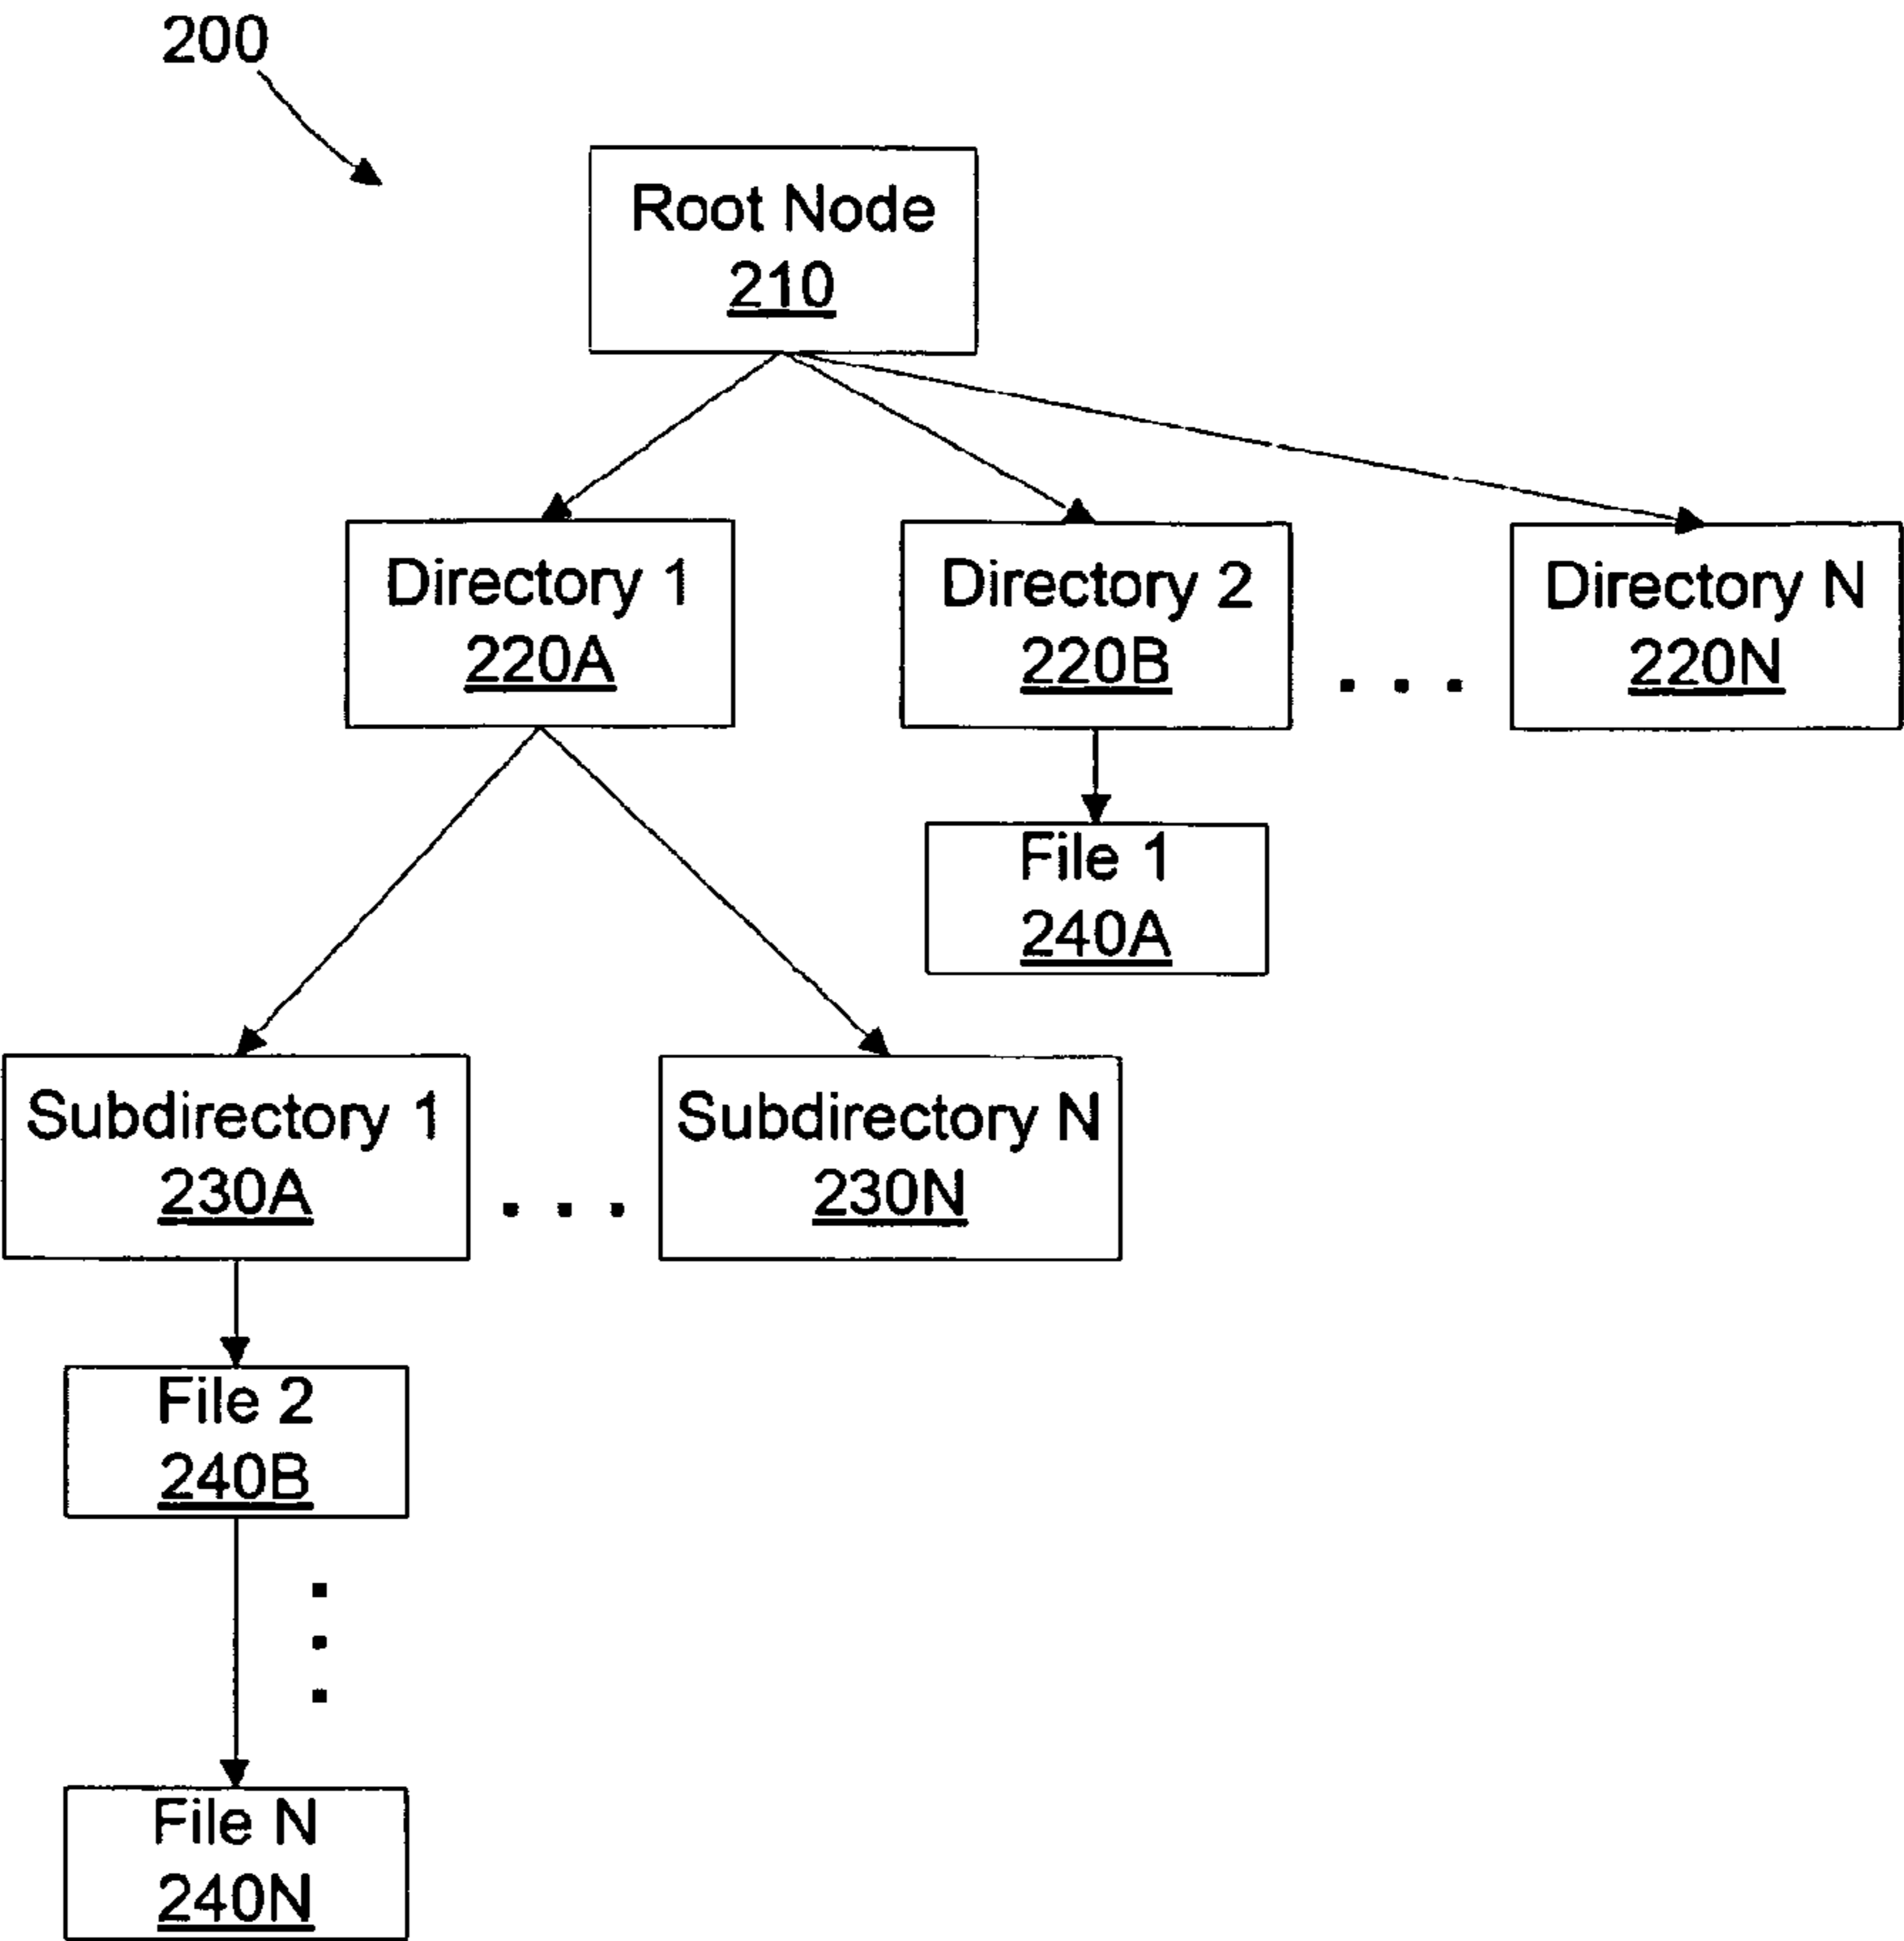 200
Root Node
210
Directory 1
220A
Directory 2
220B
. . .
Directory N
220N
File 1
240A
Subdirectory 1
230A
. . .
Subdirectory N
230N
File 2
240B
File N
240N